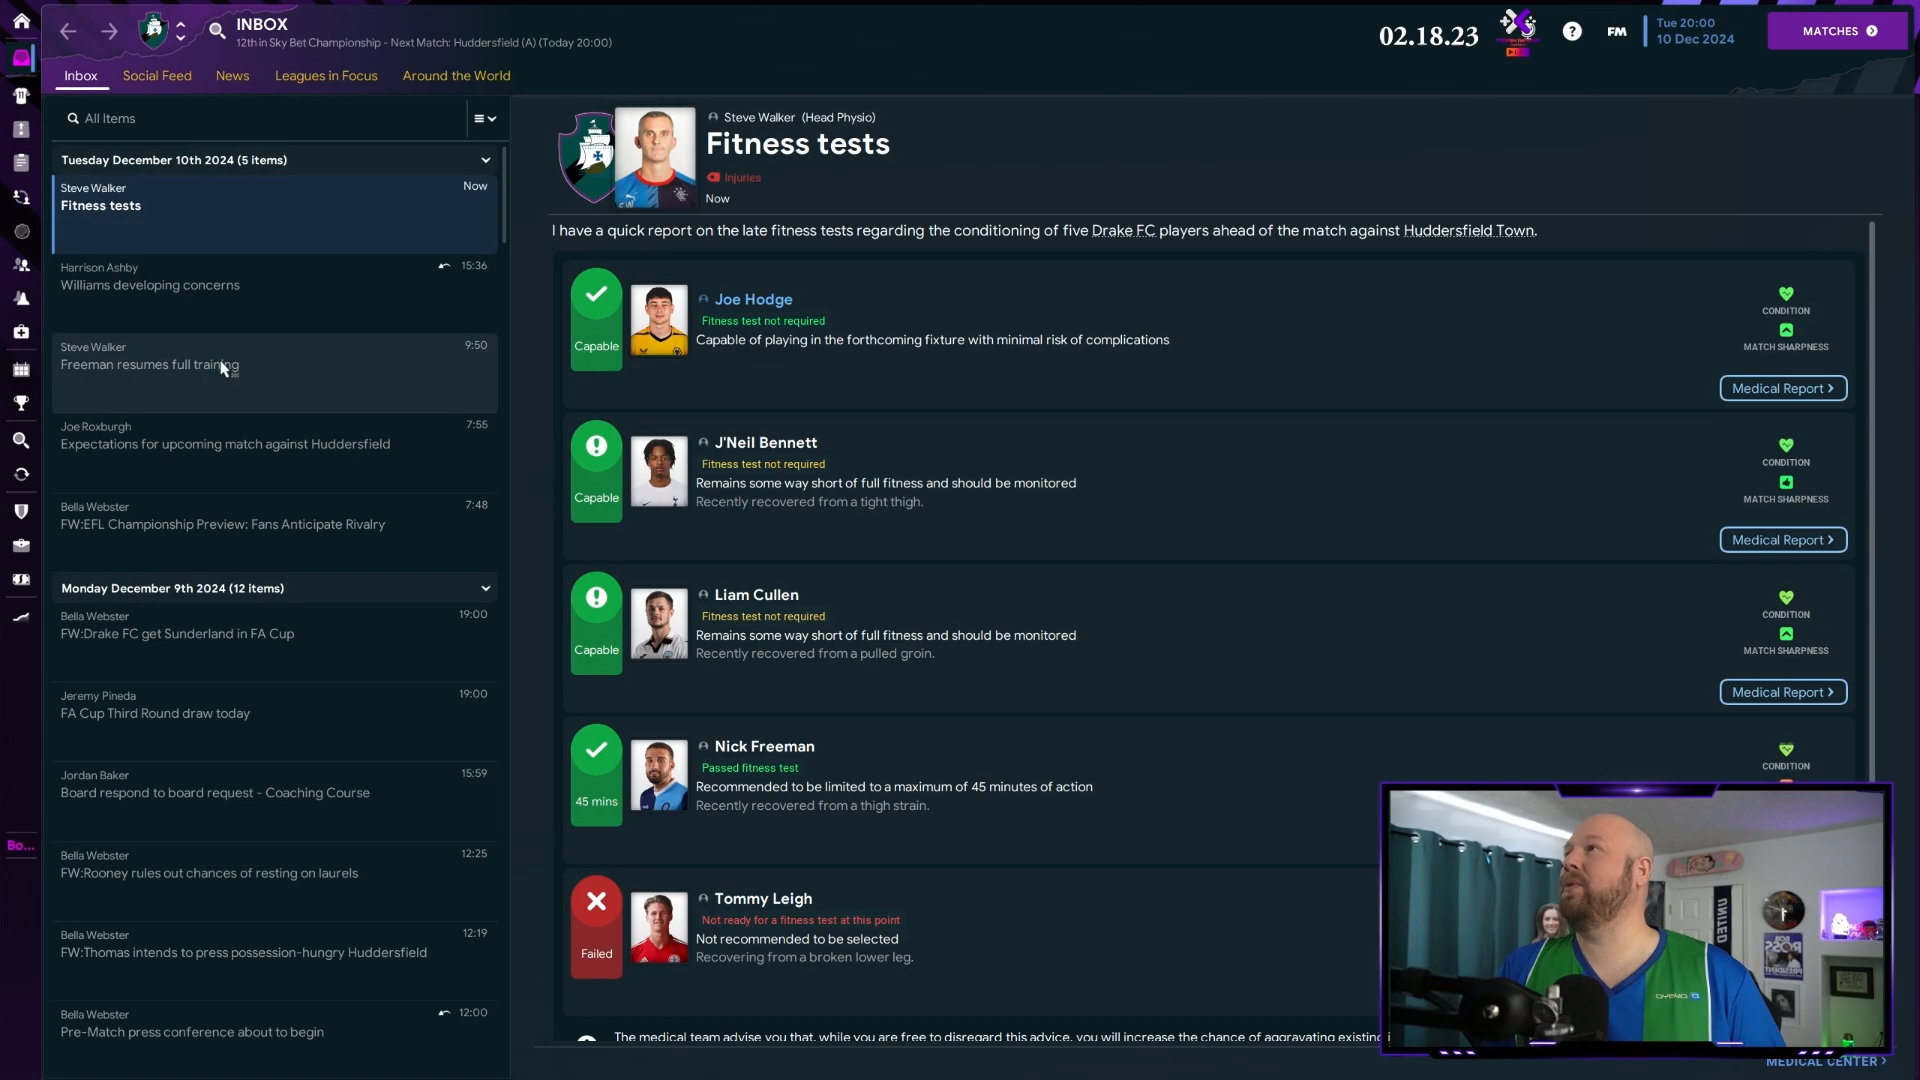 INBOX
12th in Sky Bet Championship - Next Match: Huddersfield (A) (Today 20:00)
02.18.23
FM
Tue 20:00
10 Dec 2024
MATCHES
Inbox Social Feed News Leagues in Focus Around the World
All Items
Tuesday December 10th 2024 (5 items)
Steve Walker Now
Fitness tests
Harrison Ashby 15:36
Williams developing concerns
Steve Walker 9:50
Freeman resumes full training
Joe Roxburgh 7:55
Expectations for upcoming match against Huddersfield
Bella Webster 7:48
FW:EFL Championship Preview: Fans Anticipate Rivalry
Monday December 9th 2024 (12 items)
Bella Webster 19:00
FW:Drake FC get Sunderland in FA Cup
Jeremy Pineda 19:00
FA Cup Third Round draw today
Jordan Baker 15:59
Board respond to board request - Coaching Course
Bella Webster 12:25
FW:Rooney rules out chances of resting on laurels
Bella Webster 12:19
FW:Thomas intends to press possession-hungry Huddersfield
Bella Webster 12:00
Pre-Match press conference about to begin
Bo...
Steve Walker (Head Physio)
Fitness tests
Injuries
Now
I have a quick report on the late fitness tests regarding the conditioning of five Drake FC players ahead of the match against Huddersfield Town.
Capable
Joe Hodge
Fitness test not required
Capable of playing in the forthcoming fixture with minimal risk of complications
CONDITION
MATCH SHARPNESS
Medical Report >
Capable
J'Neil Bennett
Fitness test not required
Remains some way short of full fitness and should be monitored
Recently recovered from a tight thigh.
CONDITION
MATCH SHARPNESS
Medical Report >
Capable
Liam Cullen
Fitness test not required
Remains some way short of full fitness and should be monitored
Recently recovered from a pulled groin.
CONDITION
MATCH SHARPNESS
Medical Report >
45 mins
Nick Freeman
Passed fitness test
Recommended to be limited to a maximum of 45 minutes of action
Recently recovered from a thigh strain.
CONDITION
Failed
Tommy Leigh
Not ready for a fitness test at this point
Not recommended to be selected
Recovering from a broken lower leg.
The medical team advise you that, while you are free to disregard this advice, you will increase the chance of aggravating existing
MEDICAL CENTER >
UNITED
BOB
ROSS
PRESIDENT